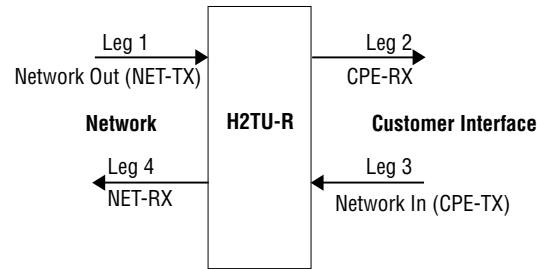 Leg 1
Network Out (NET-TX)
Leg 2
CPE-RX
Network
H2TU-R
Customer Interface
Leg 4
NET-RX
Leg 3
Network In (CPE-TX)